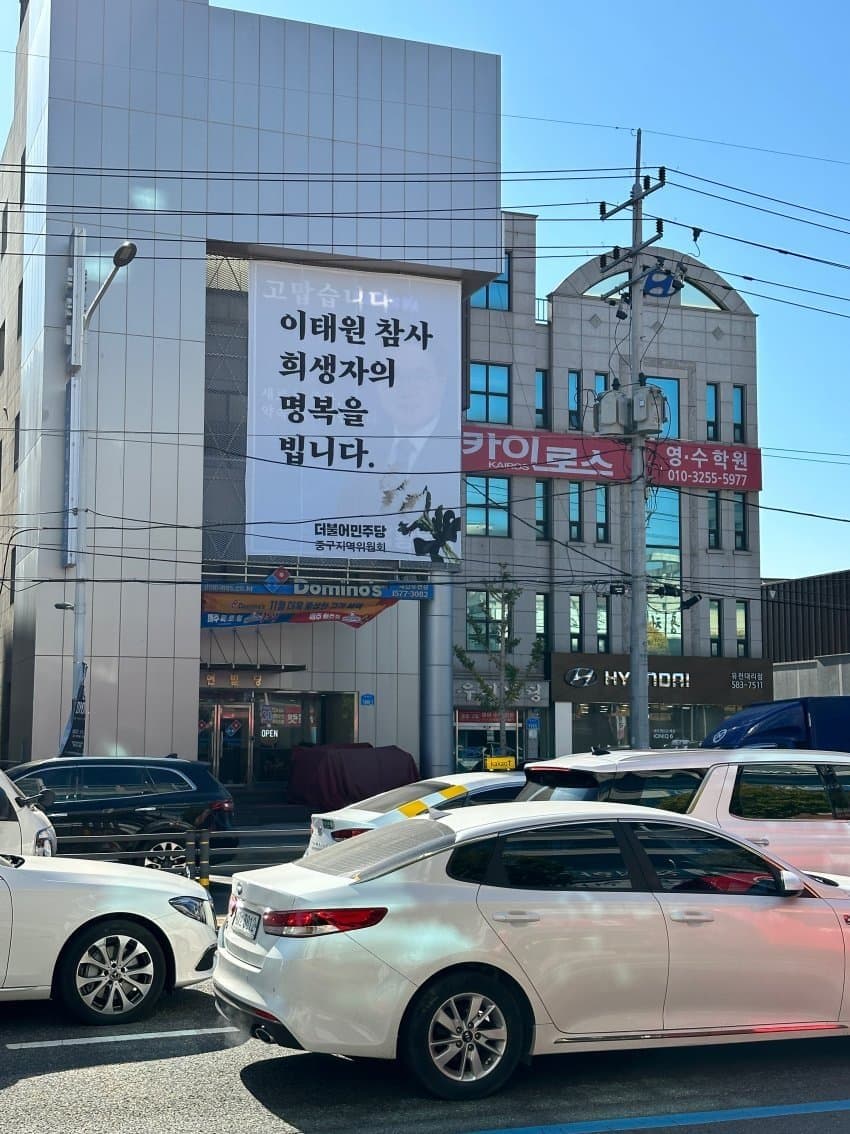 고맙습니다
이태원 참사
희생자의
명복을
빕니다.
더불어민주당
중구지역위원회
카이로스
KAIROS
영·수학원
010-3255-5977
Domino's
1577-3082
OPEN
HYUNDAI
583-7511
kakaoT